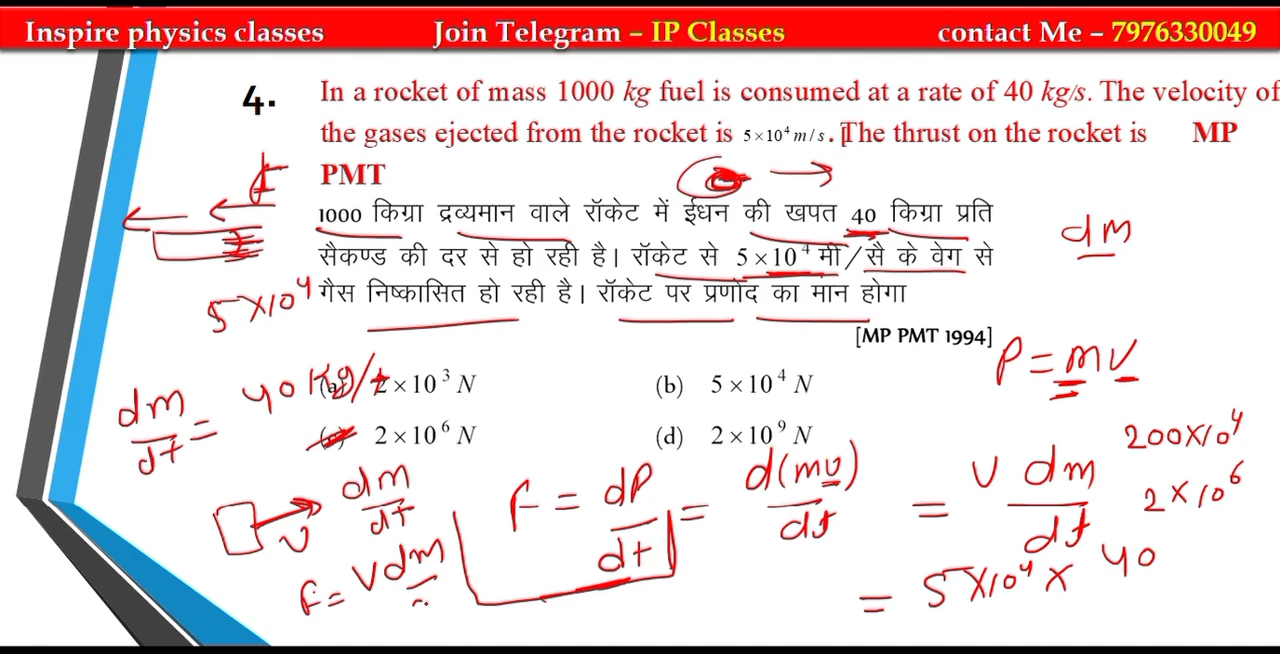 Inspire physics classes Join Telegram – IP Classes contact Me – 7976330049
4. In a rocket of mass 1000 kg fuel is consumed at a rate of 40 kg/s. The velocity of
the gases ejected from the rocket is 5×10⁴ m/s. The thrust on the rocket is MP
PMT
1000 किग्रा द्रव्यमान वाले रॉकेट में ईंधन की खपत 40 किग्रा प्रति
सैकण्ड की दर से हो रही है। रॉकेट से 5×10⁴ मी/सै के वेग से
गैस निष्कासित हो रही है। रॉकेट पर प्रणोद का मान होगा
[MP PMT 1994]
(a) 2×10³ N (b) 5×10⁴ N
(c) 2×10⁶ N (d) 2×10⁹ N
dm
5×10⁴
P = mv
dm/dt = 40 kg/
200×10⁴
2×10⁶
dm/dt
v
F = dP/dt = d(mv)/dt = v dm/dt
F = v dm
= 5×10⁴ × 40